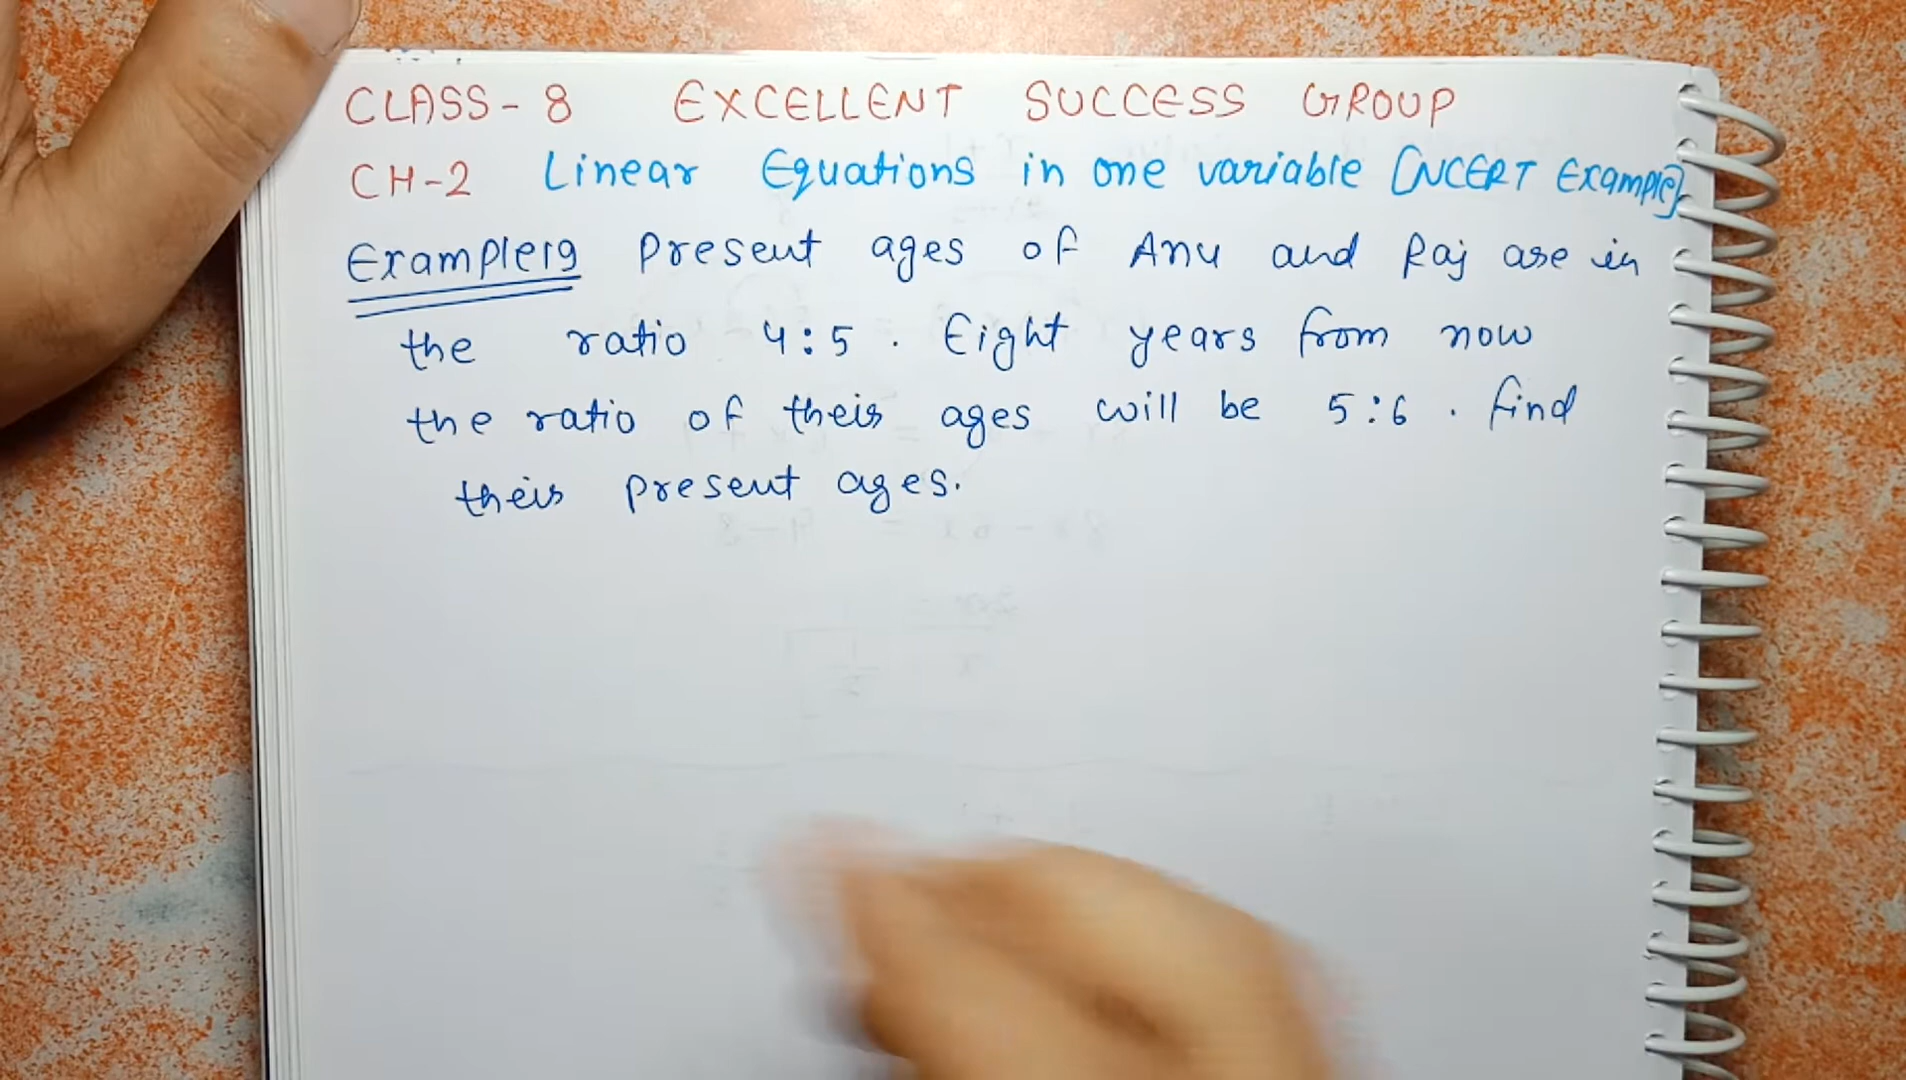 CLASS- 8 EXCELLENT SUCCESS GROUP
CH-2 Linear Equations in one variable [NCERT Example]
Example19 Present ages of Anu and Raj are in
the ratio 4:5. Eight years from now
the ratio of their ages will be 5:6. find
their present ages.